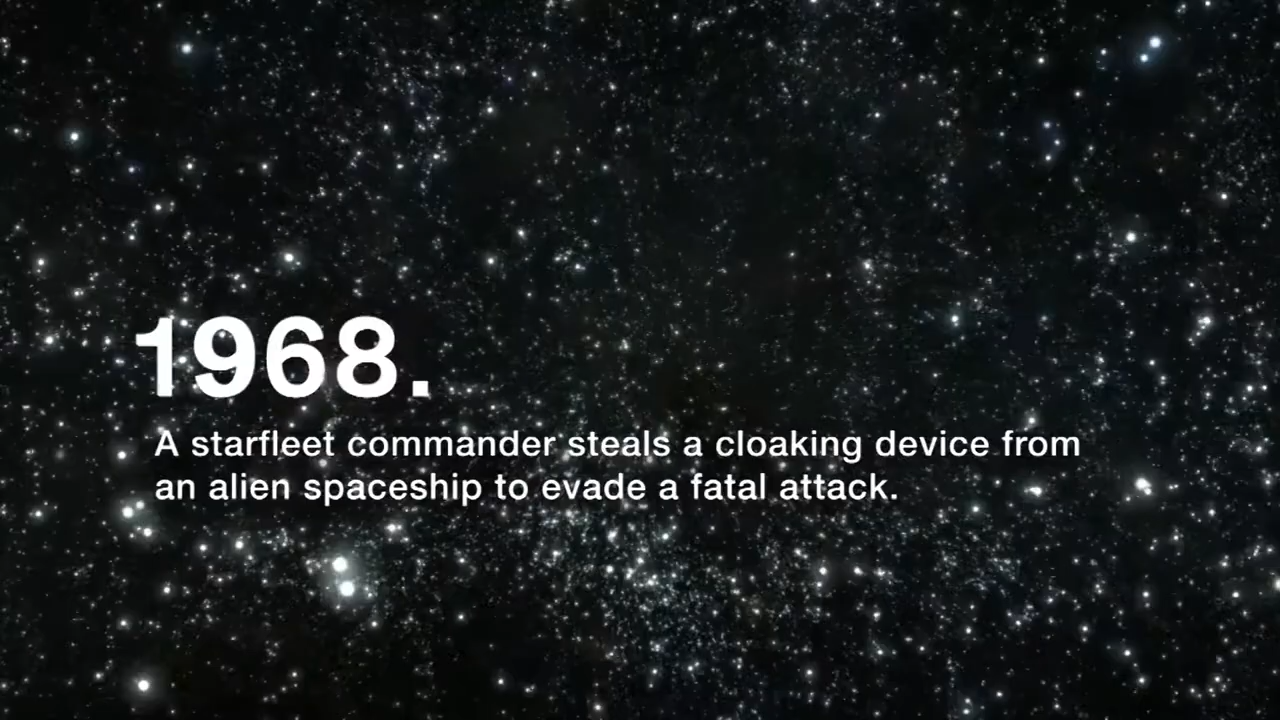 1968.
A starfleet commander steals a cloaking device from
an alien spaceship to evade a fatal attack.